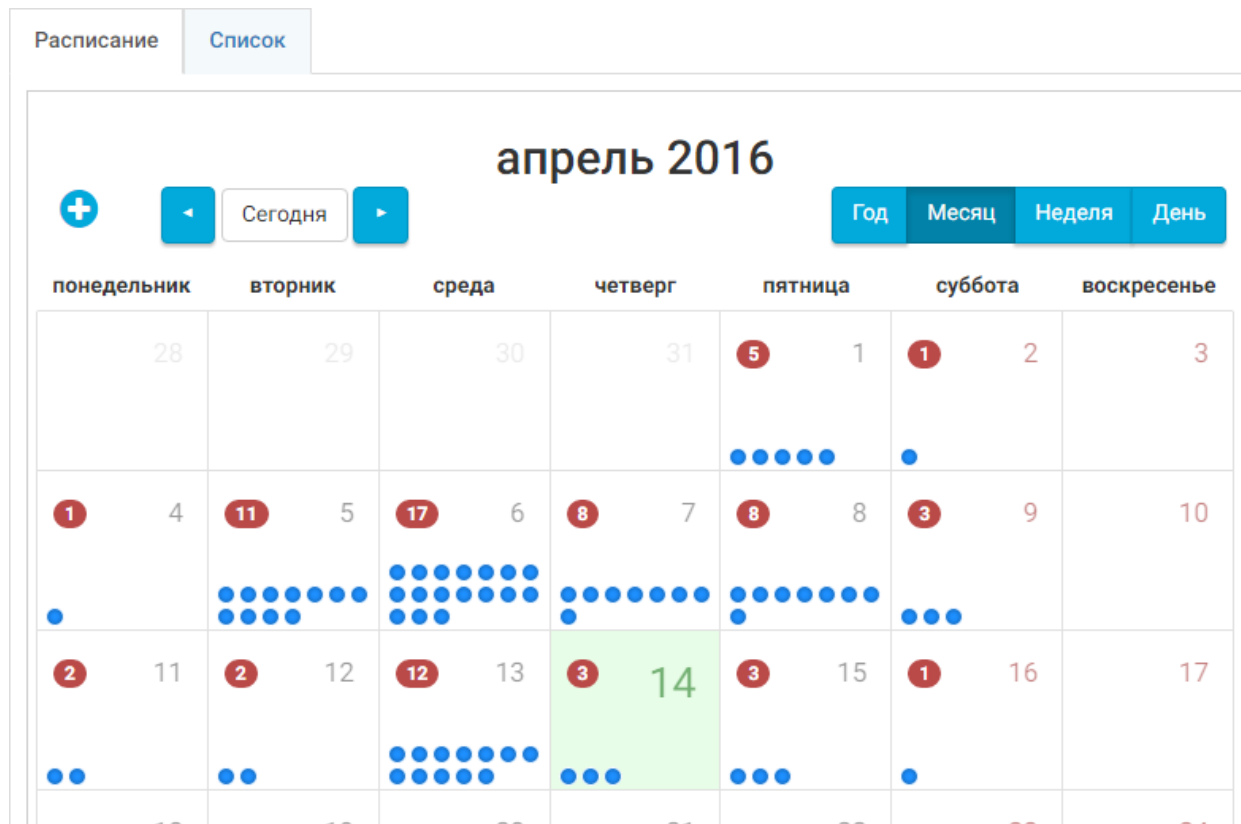 Расписание Список
апрель 2016
◄ Сегодня ► Год Месяц Неделя День
понедельник вторник среда четверг пятница суббота воскресенье
28 29 30 31 5 1 1 2 3
1 4 11 5 17 6 8 7 8 8 3 9 10
2 11 2 12 12 13 3 14 3 15 1 16 17